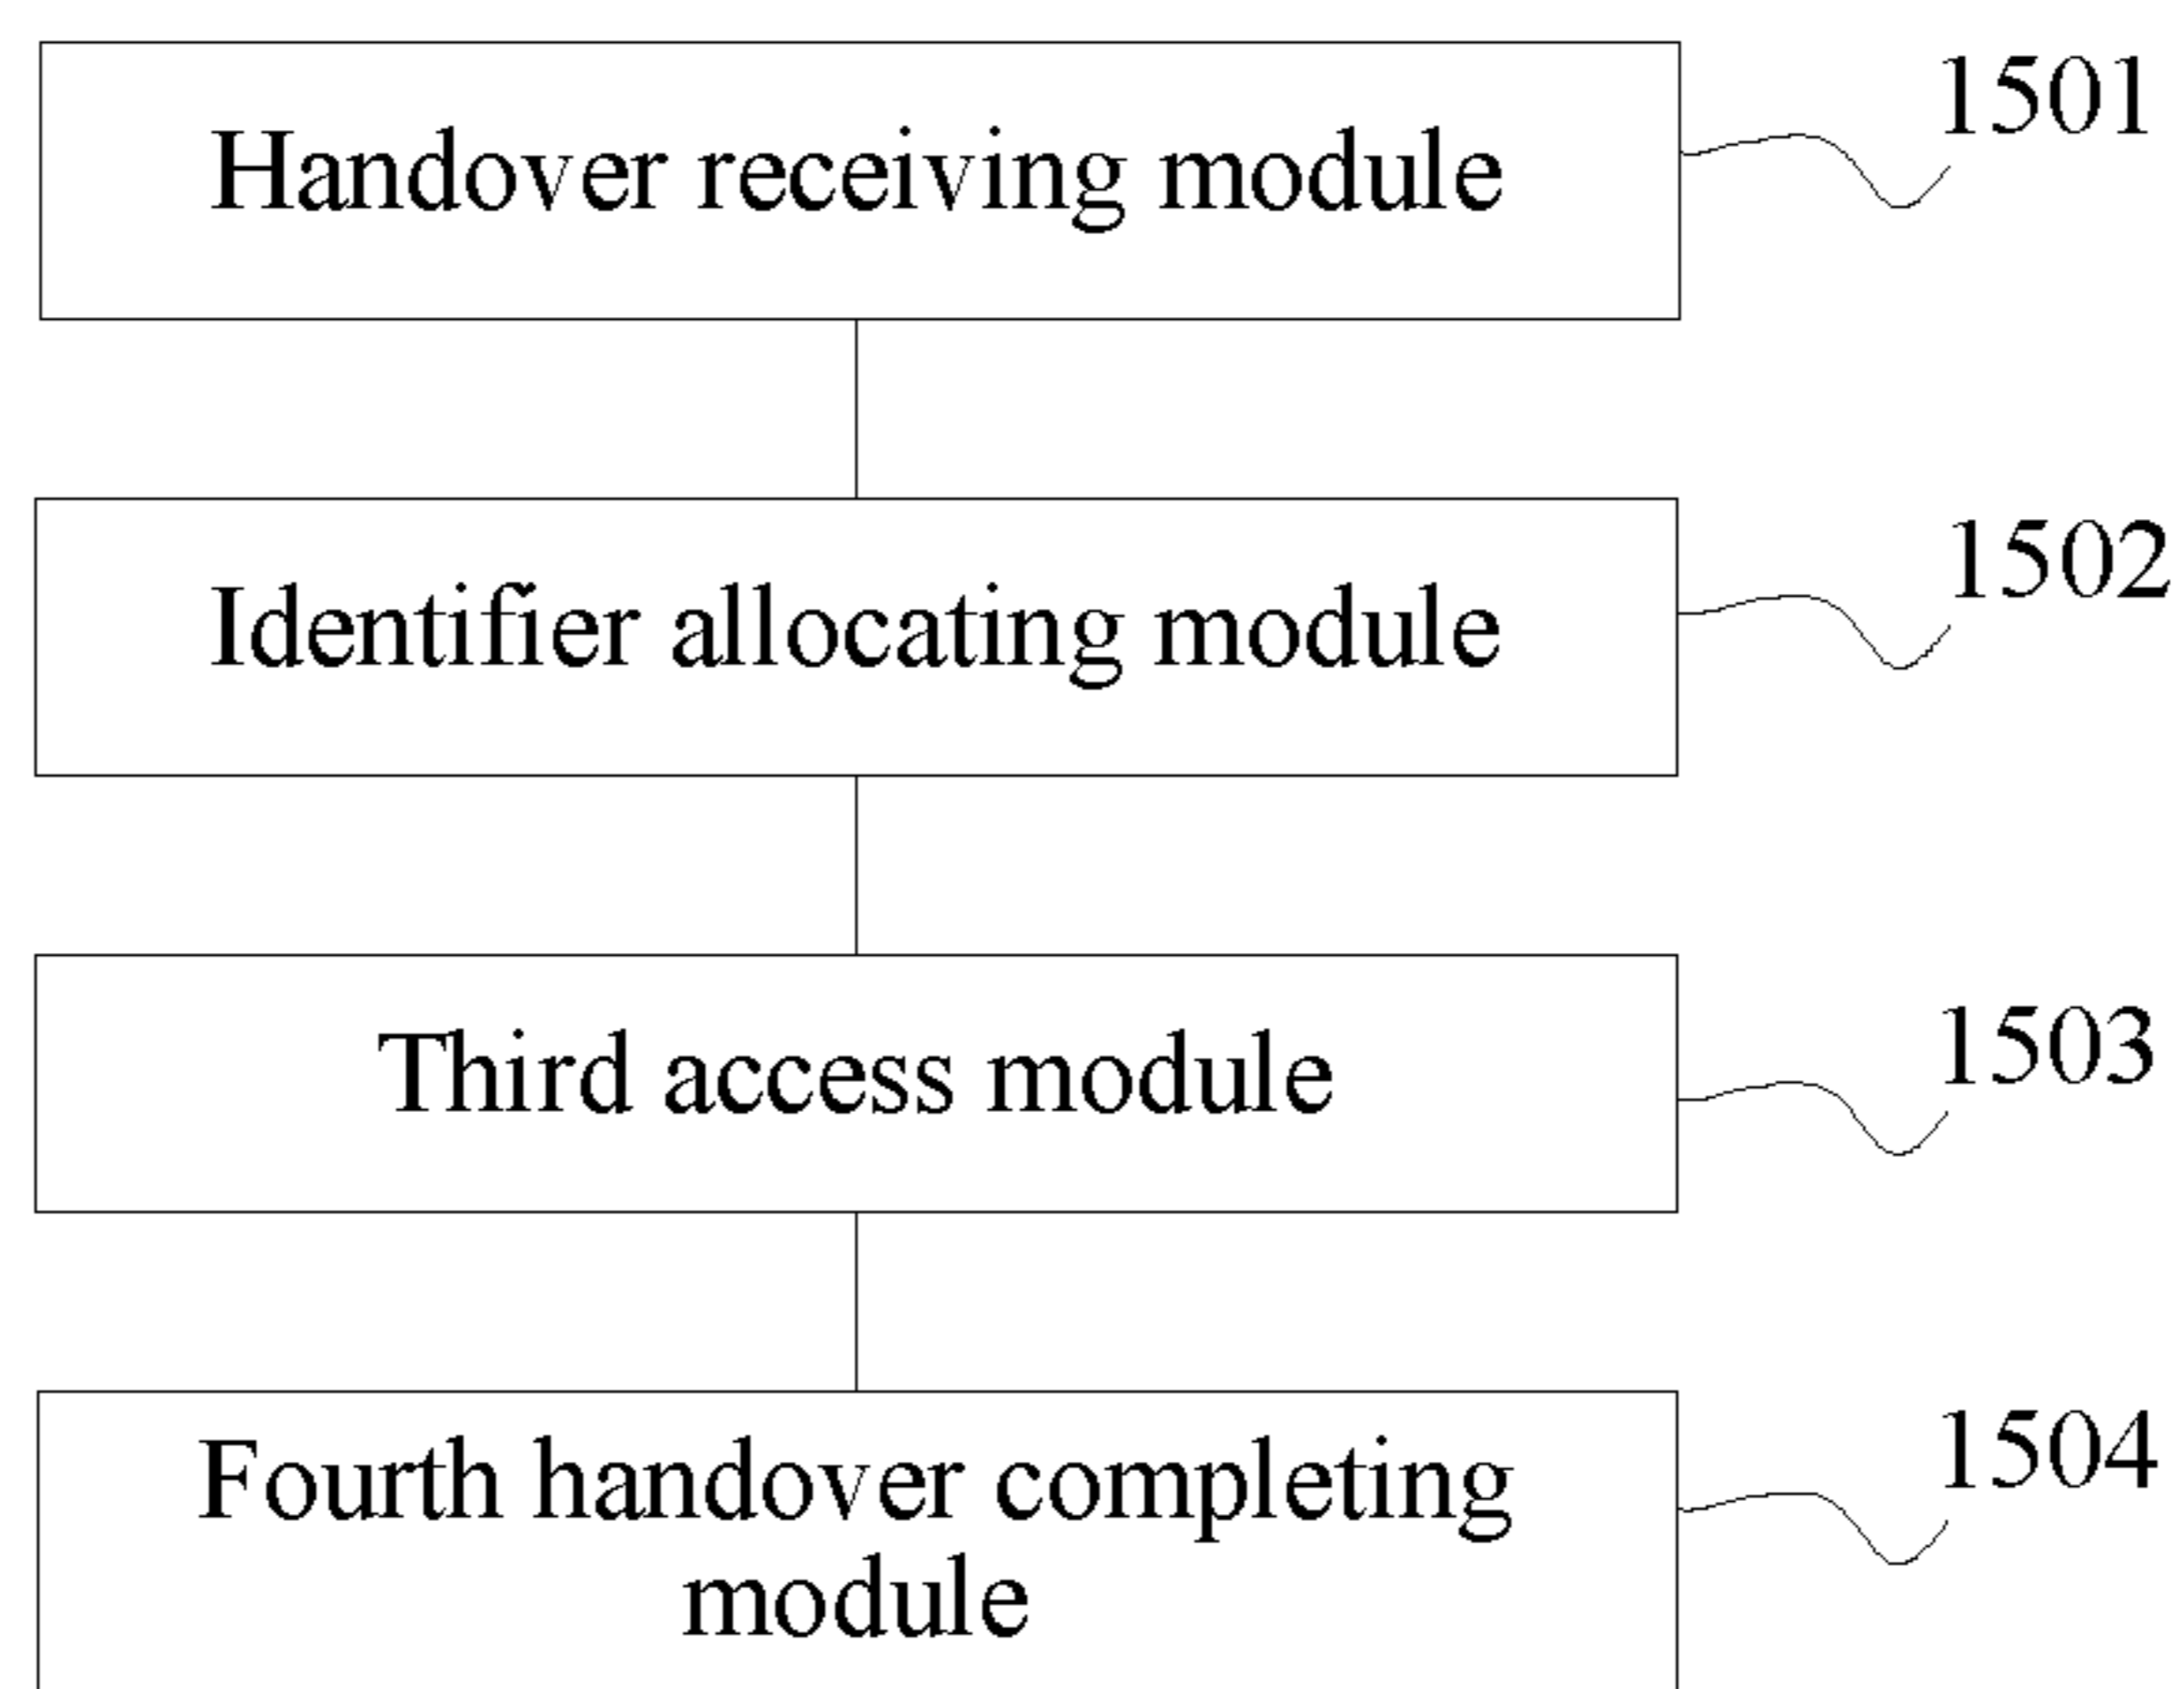 Handover receiving module
1501
Identifier allocating module
1502
Third access module
1503
Fourth handover completing
module
1504